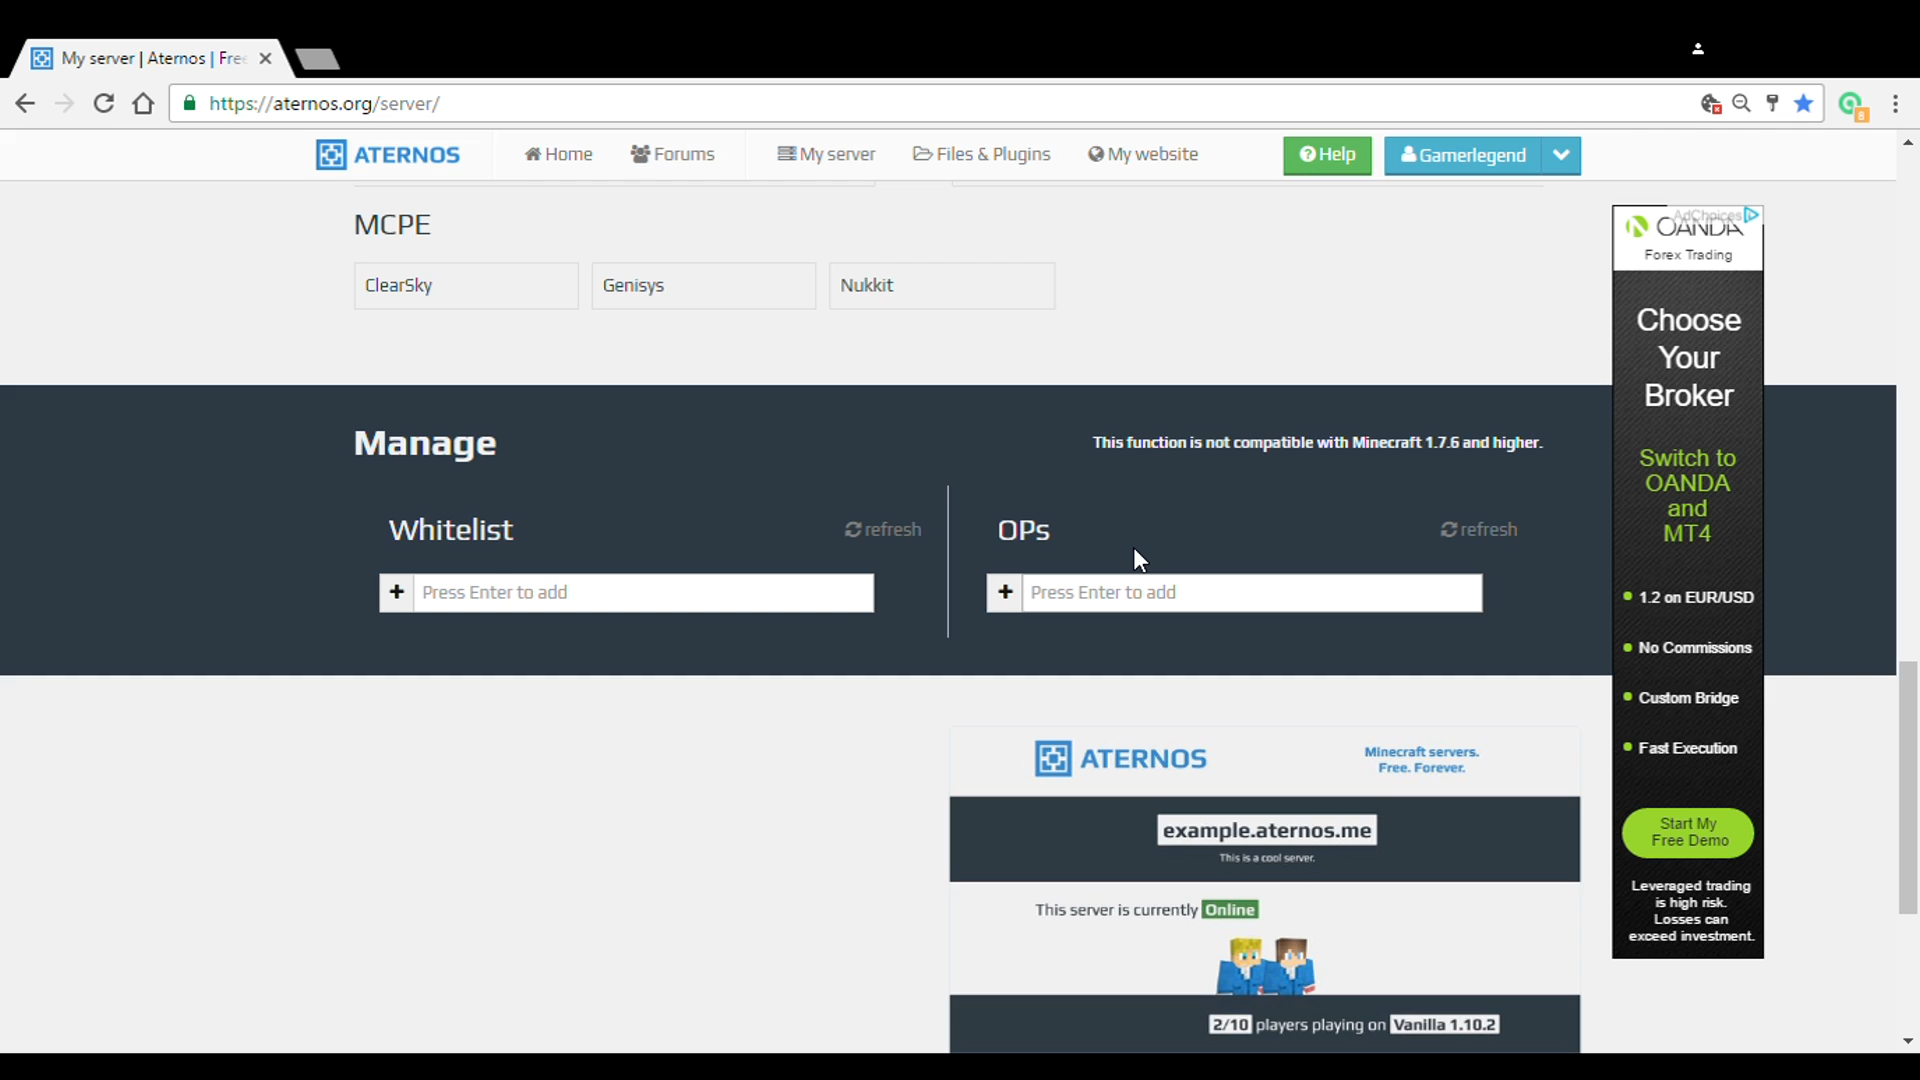 My server | Aternos | Free
https://aternos.org/server/
ATERNOS
Home
Forums
My server
Files & Plugins
My website
Help
Gamerlegend
MCPE
ClearSky
Genisys
Nukkit
Manage
This function is not compatible with Minecraft 1.7.6 and higher.
Whitelist
refresh
Press Enter to add
OPs
refresh
Press Enter to add
ATERNOS
Minecraft servers.
Free. Forever.
example.aternos.me
This is a cool server.
This server is currently Online
2/10 players playing on Vanilla 1.10.2
AdChoices
OANDA
Forex Trading
Choose
Your
Broker
Switch to
OANDA
and
MT4
1.2 on EUR/USD
No Commissions
Custom Bridge
Fast Execution
Start My
Free Demo
Leveraged trading
is high risk.
Losses can
exceed investment.
8